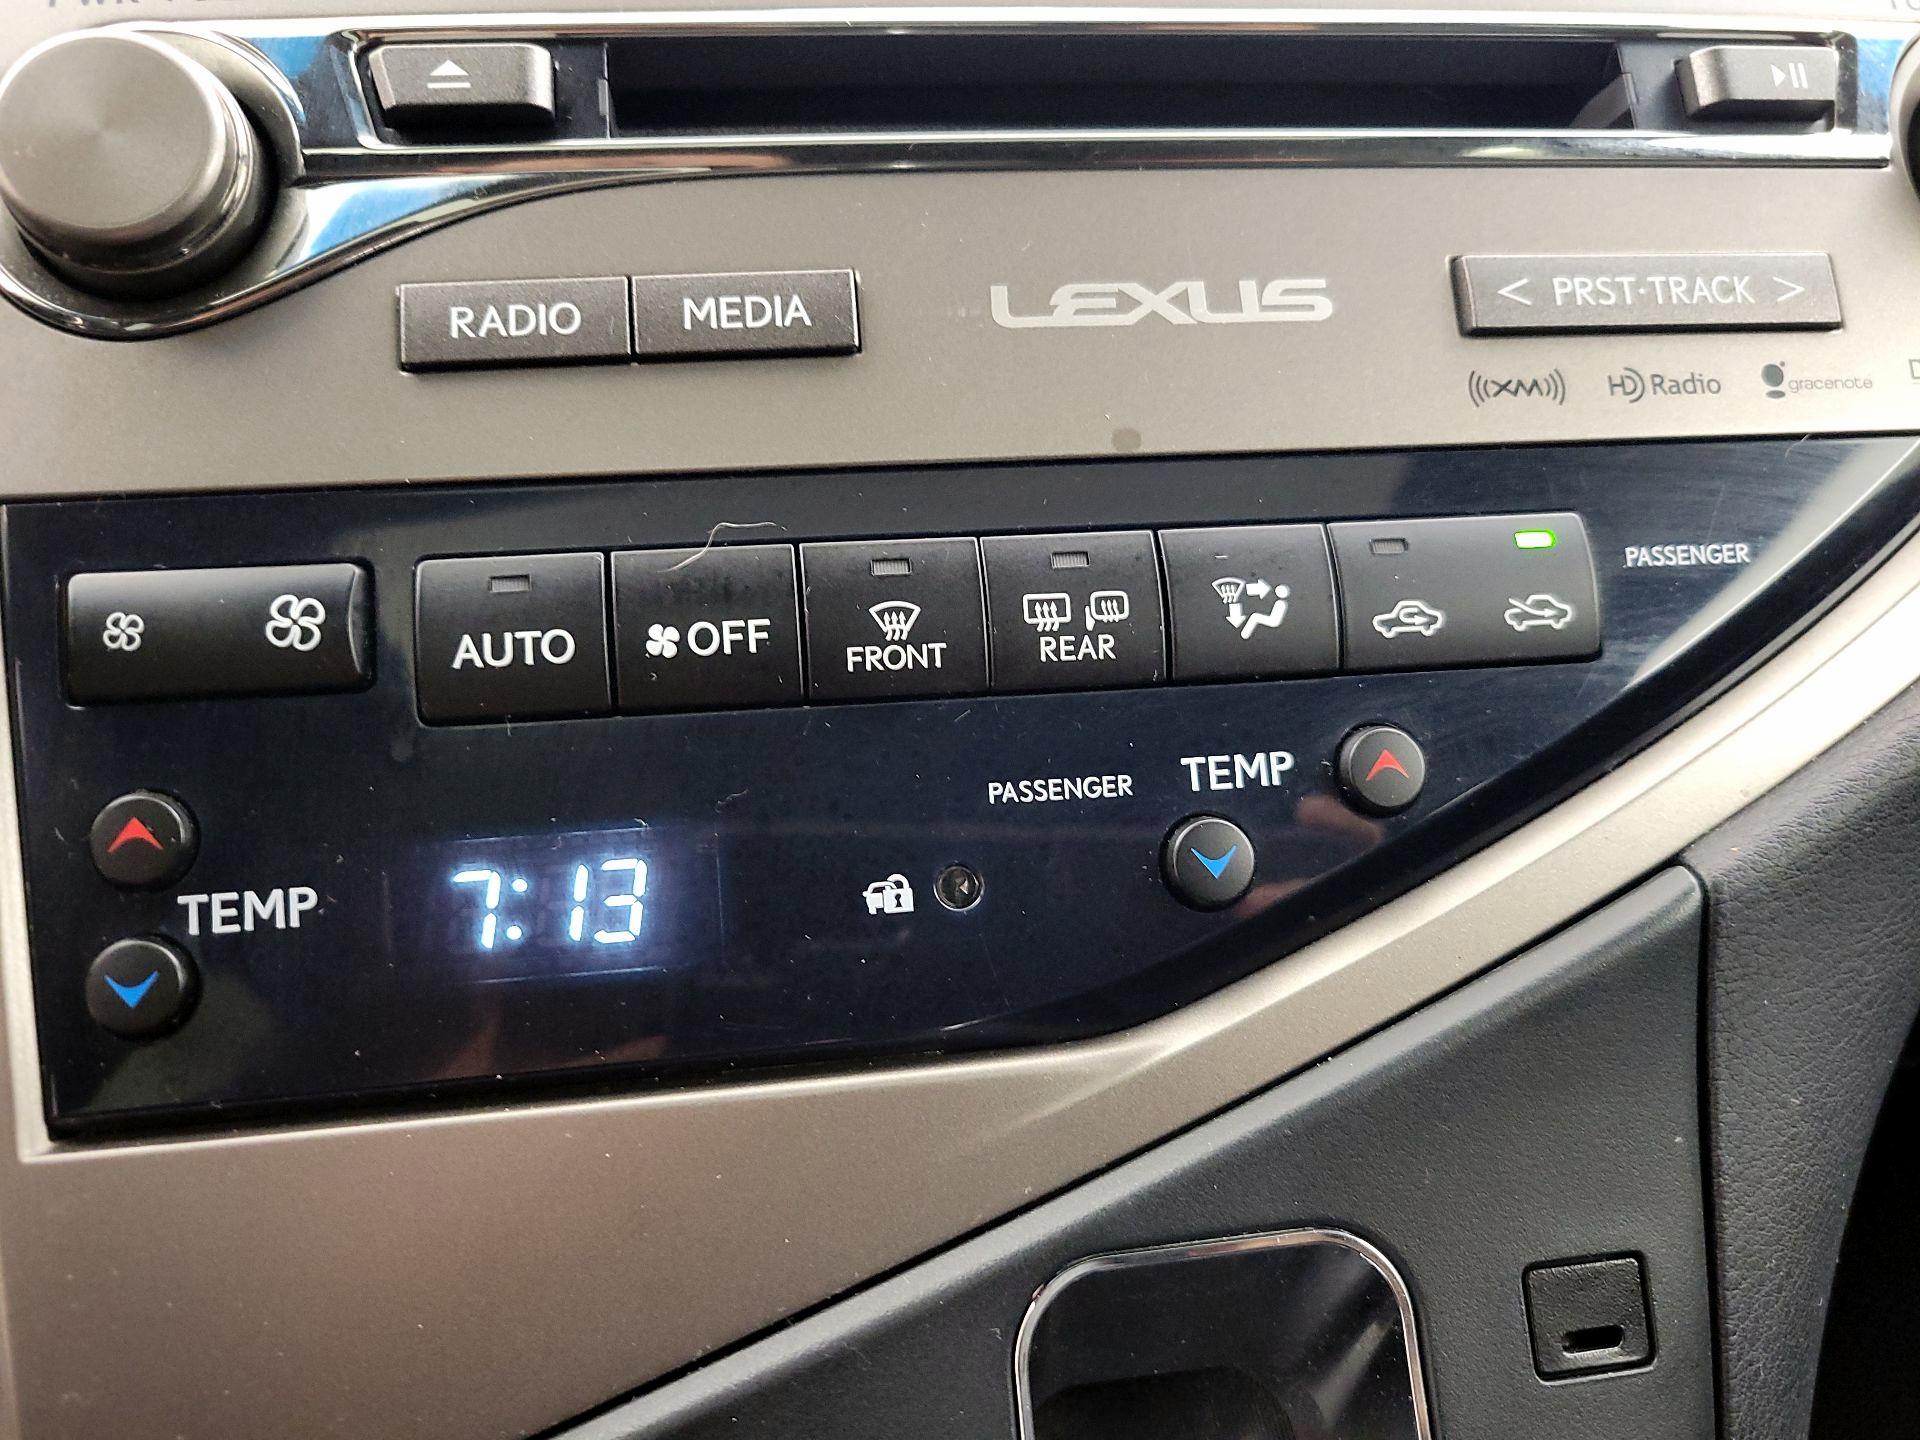 RADIO
MEDIA
LEXUS
< PRST·TRACK >
((XM))
HD Radio
gracenote
AUTO
OFF
FRONT
REAR
PASSENGER
PASSENGER
TEMP
TEMP
7:13